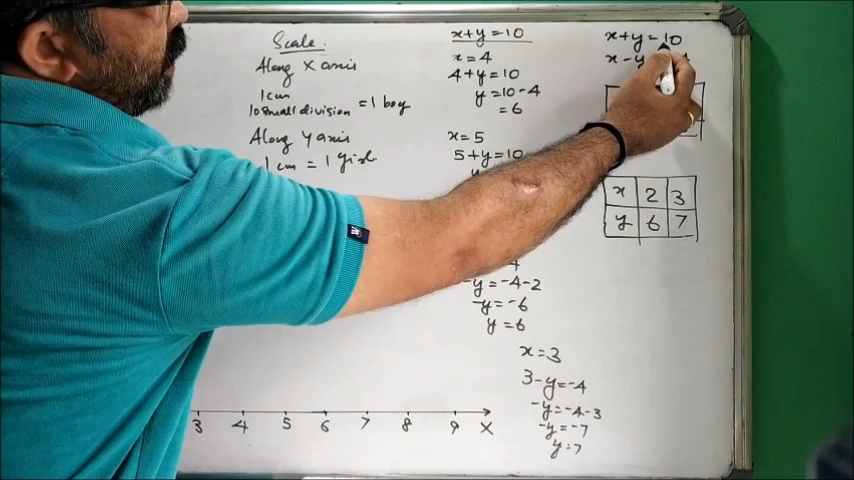 Scale.
Along X axis
1cm
10 small division = 1 boy
Along Y axis
1 cm = 1 girl
x+y=10
x=4
4+y=10
y=10-4
=6
x=5
5+y=10
-y=-4-2
-y=-6
y=6
x=3
3-y=-4
-y=-4-3
-y=-7
y=7
x+y=10
x-y
x 2 3
y 6 7
3 4 5 6 7 8 9 X